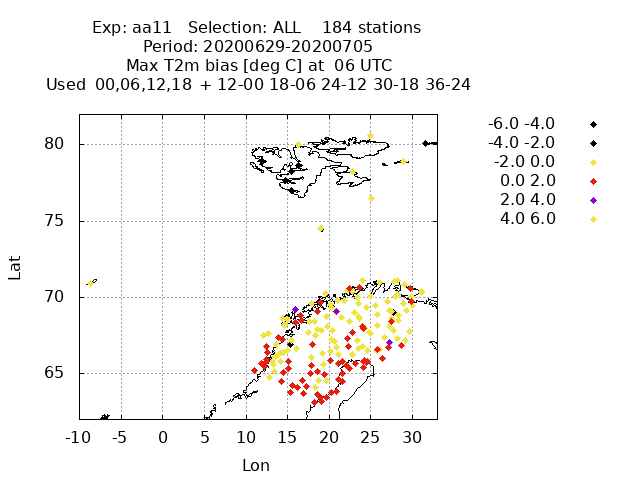 Exp: aa11   Selection: ALL    184 stations
Period: 20200629-20200705
Max T2m bias [deg C] at  06 UTC
Used  00,06,12,18  + 12-00 18-06 24-12 30-18 36-24
-6.0 -4.0
-4.0 -2.0
-2.0 0.0
0.0 2.0
2.0 4.0
4.0 6.0
80
75
70
65
Lat
-10 -5 0 5 10 15 20 25 30
Lon